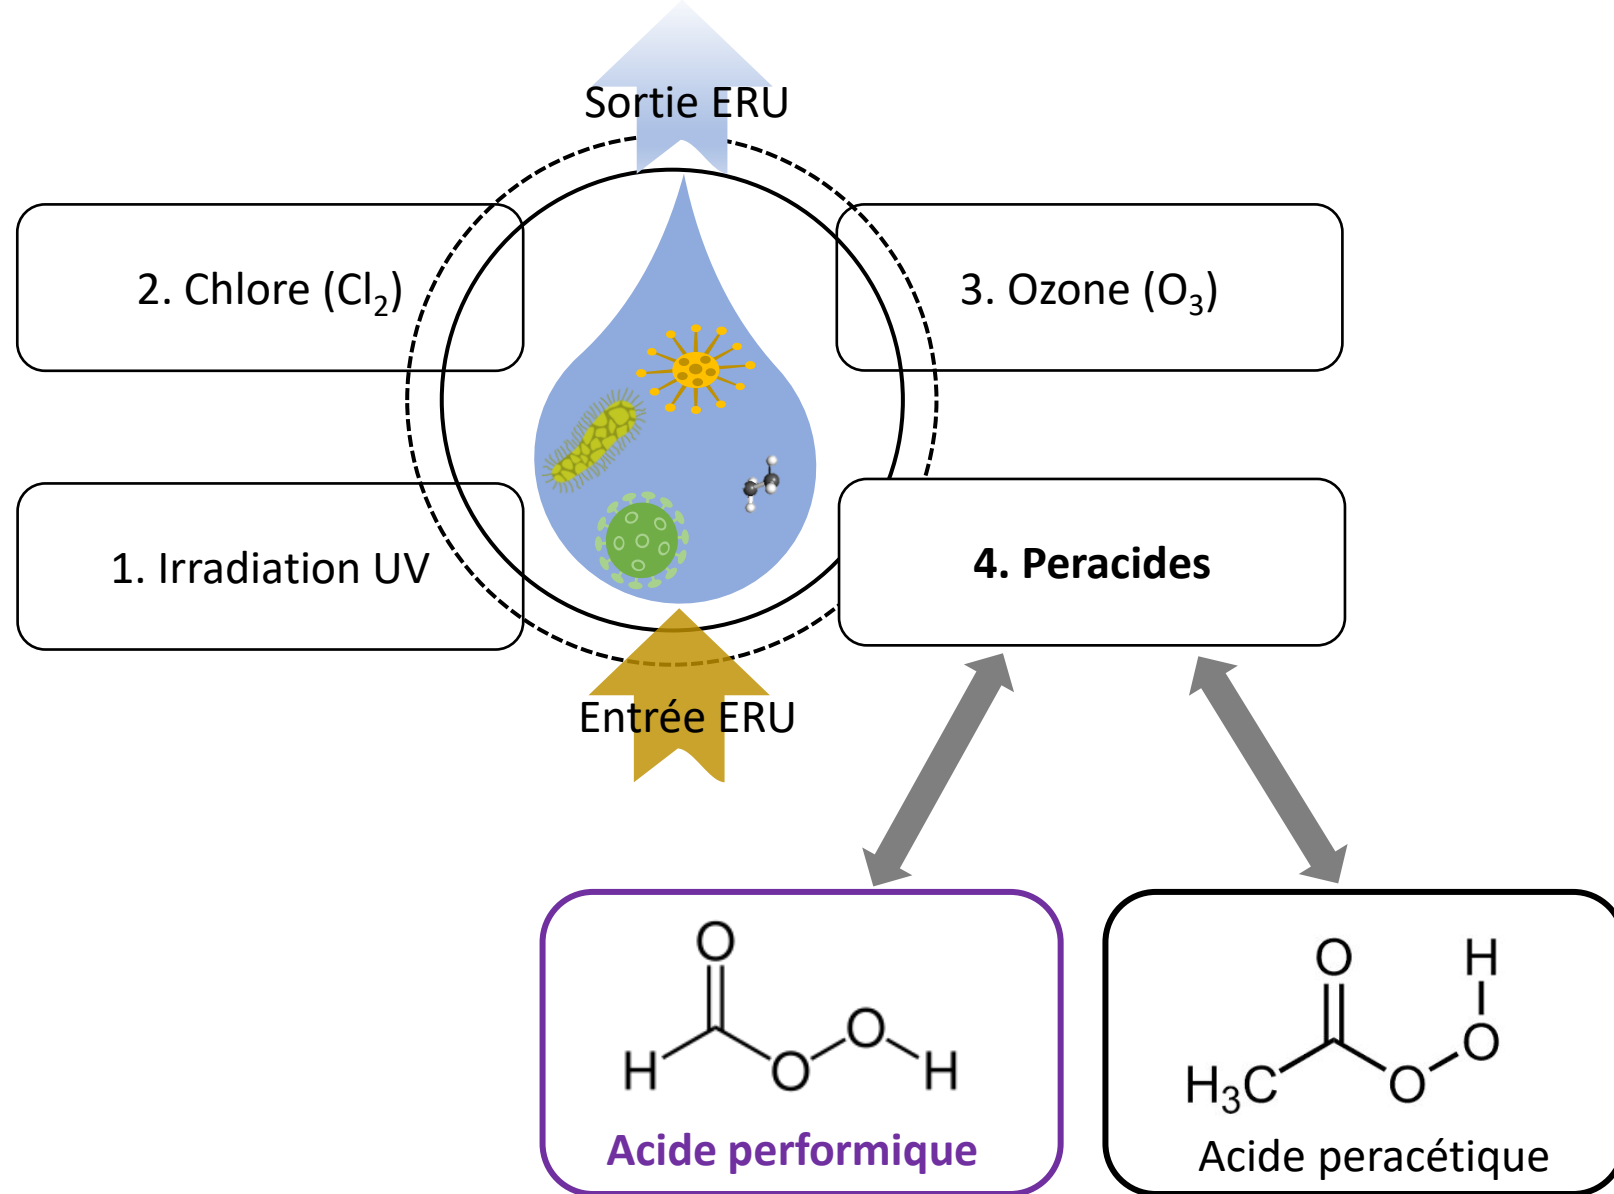 Sortie ERU
2. Chlore (Cl₂)
3. Ozone (O₃)
1. Irradiation UV
4. Peracides
Entrée ERU
O
H
O
O
H
Acide performique
O
H
H₃C
O
O
Acide peracétique